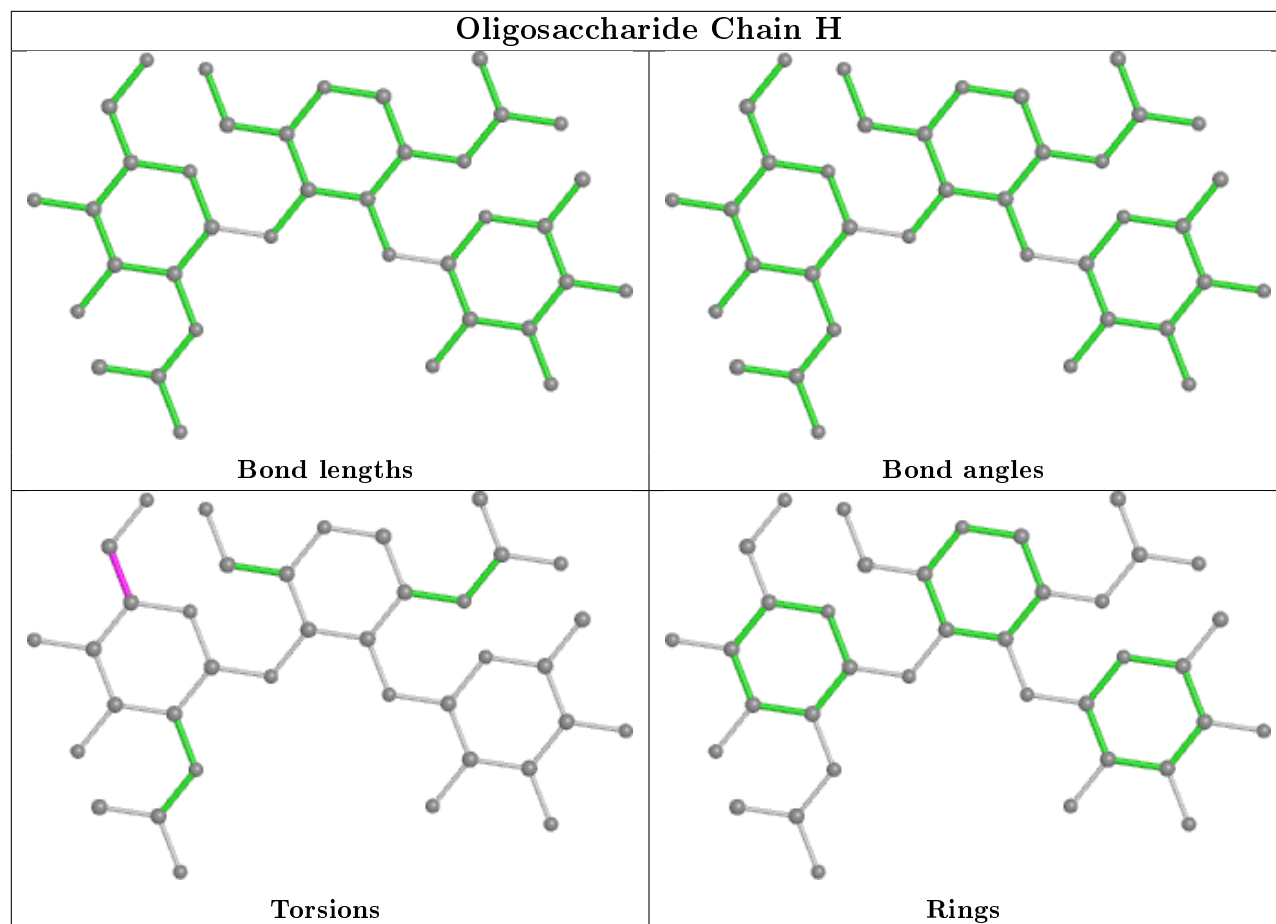 Oligosaccharide Chain H
Bond lengths
Bond angles
Torsions
Rings